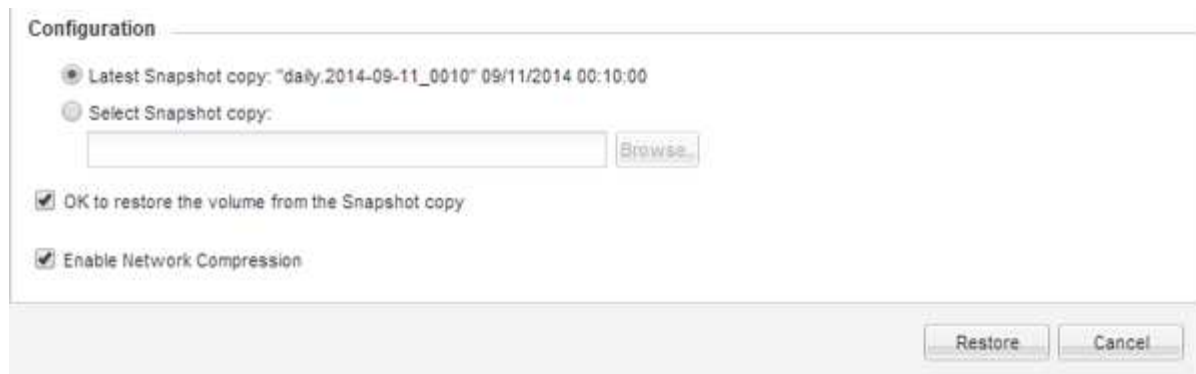 Configuration
Latest Snapshot copy: "daily.2014-09-11_0010" 09/11/2014 00:10:00
Select Snapshot copy:
Browse...
OK to restore the volume from the Snapshot copy
Enable Network Compression
Restore Cancel